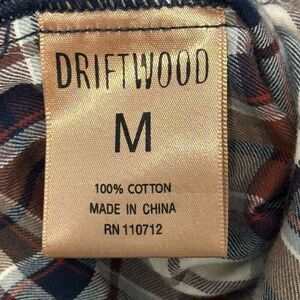 DRIFTWOOD
M
100% COTTON
MADE IN CHINA
RN 110712